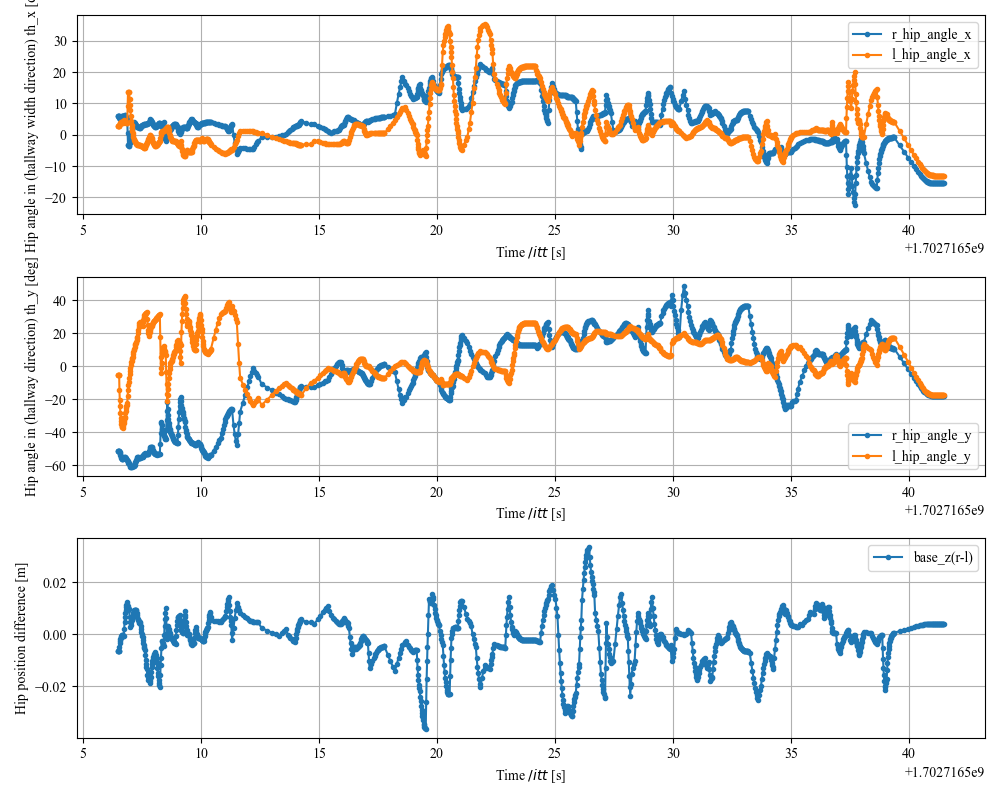 Hip angle in (hallway width direction) th_x
30
20
10
0
−10
−20
r_hip_angle_x
l_hip_angle_x
5
10
15
20
25
30
35
40
Time /itt [s]
+1.7027165e9
Hip angle in (hallway direction) th_y [deg]
40
20
0
−20
−40
−60
r_hip_angle_y
l_hip_angle_y
5
10
15
20
25
30
35
40
Time /itt [s]
+1.7027165e9
Hip position difference [m]
0.02
0.00
−0.02
base_z(r-l)
5
10
15
20
25
30
35
40
Time /itt [s]
+1.7027165e9